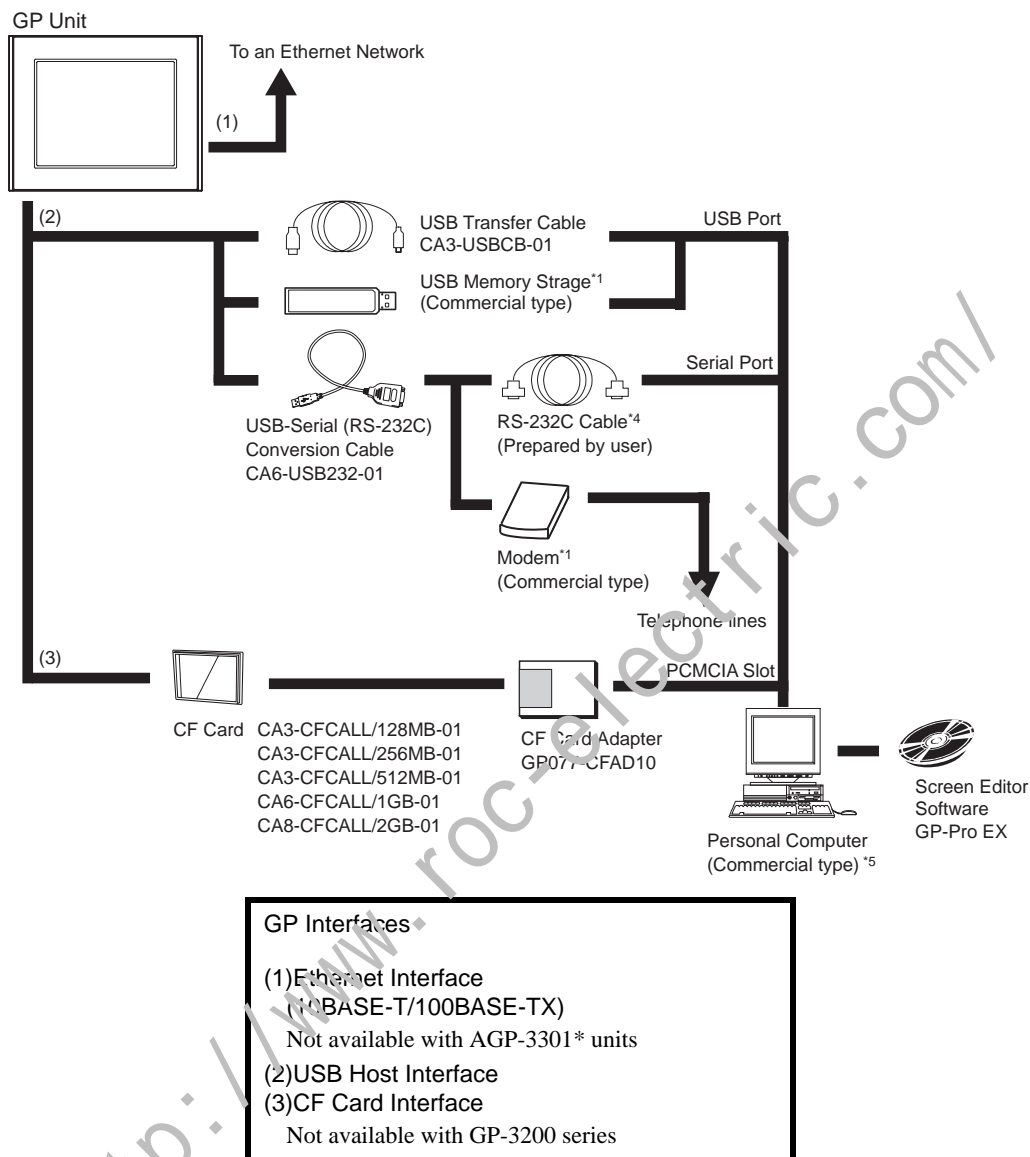 GP Unit
To an Ethernet Network
(1)
(2)
USB Transfer Cable
CA3-USBCB-01
USB Port
USB Memory Strage*1
(Commercial type)
USB-Serial (RS-232C)
Conversion Cable
CA6-USB232-01
RS-232C Cable*4
(Prepared by user)
Serial Port
Modem*1
(Commercial type)
Telephone lines
(3)
CF Card
CA3-CFCALL/128MB-01
CA3-CFCALL/256MB-01
CA3-CFCALL/512MB-01
CA6-CFCALL/1GB-01
CA8-CFCALL/2GB-01
CF Card Adapter
GP077-CFAD10
PCMCIA Slot
Personal Computer
(Commercial type) *5
Screen Editor
Software
GP-Pro EX
GP Interfaces
(1)Ethernet Interface
(10BASE-T/100BASE-TX)
Not available with AGP-3301* units
(2)USB Host Interface
(3)CF Card Interface
Not available with GP-3200 series
p://www.roc-electric.com/